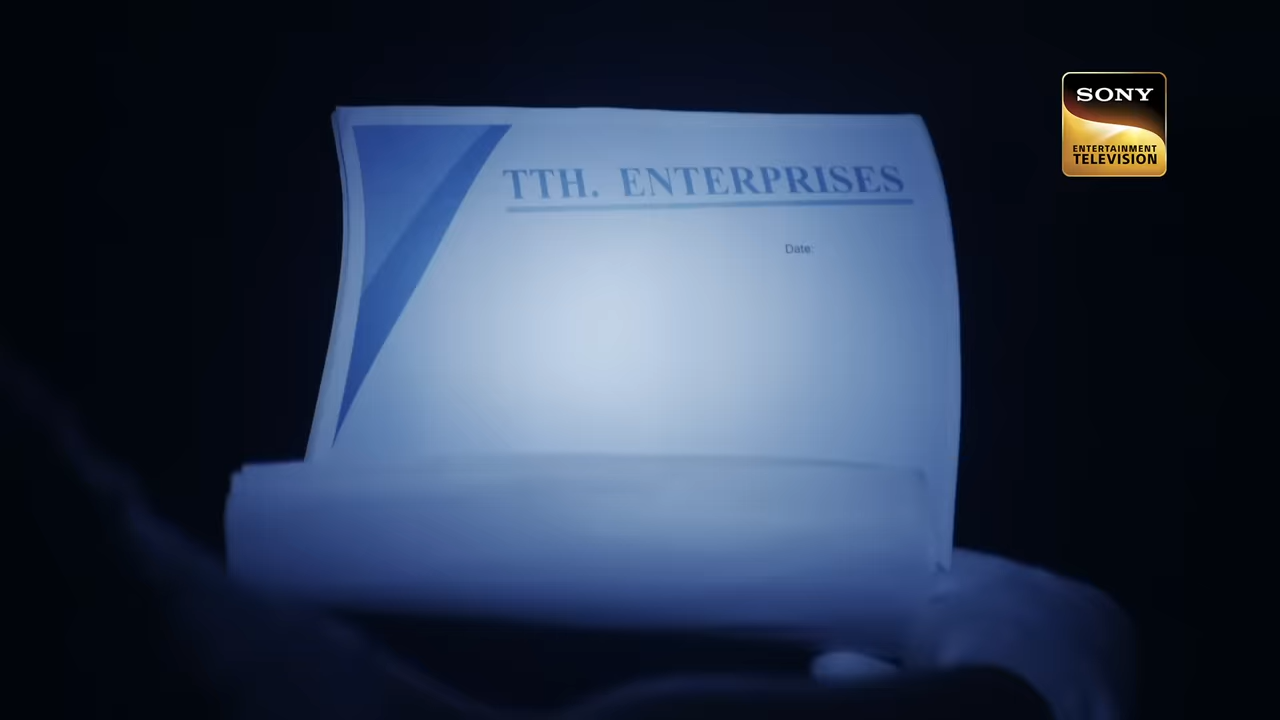 TTH. ENTERPRISES
Date:
SONY
ENTERTAINMENT
TELEVISION